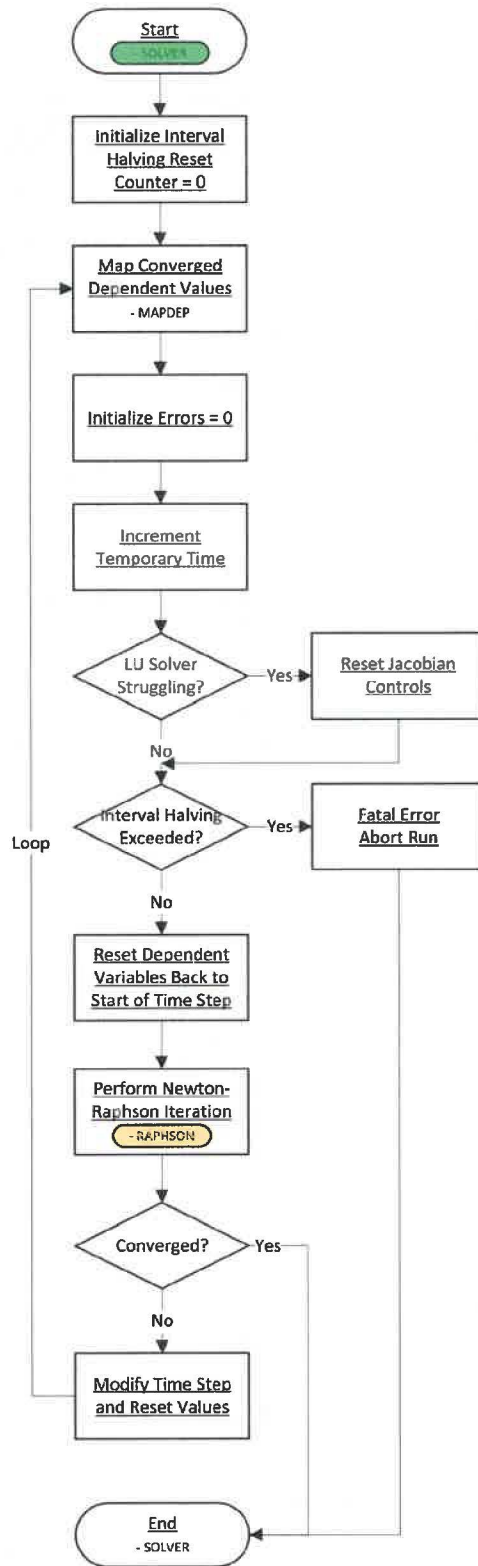 Start
- SOLVER
Initialize Interval
Halving Reset
Counter = 0
Map Converged
Dependent Values
- MAPDEP
Initialize Errors = 0
Increment
Temporary Time
LU Solver
Struggling?
Yes
Reset Jacobian
Controls
No
Interval Halving
Exceeded?
Yes
Fatal Error
Abort Run
Loop
No
Reset Dependent
Variables Back to
Start of Time Step
Perform Newton-
Raphson Iteration
- RAPHSON
Converged?
Yes
No
Modify Time Step
and Reset Values
End
- SOLVER